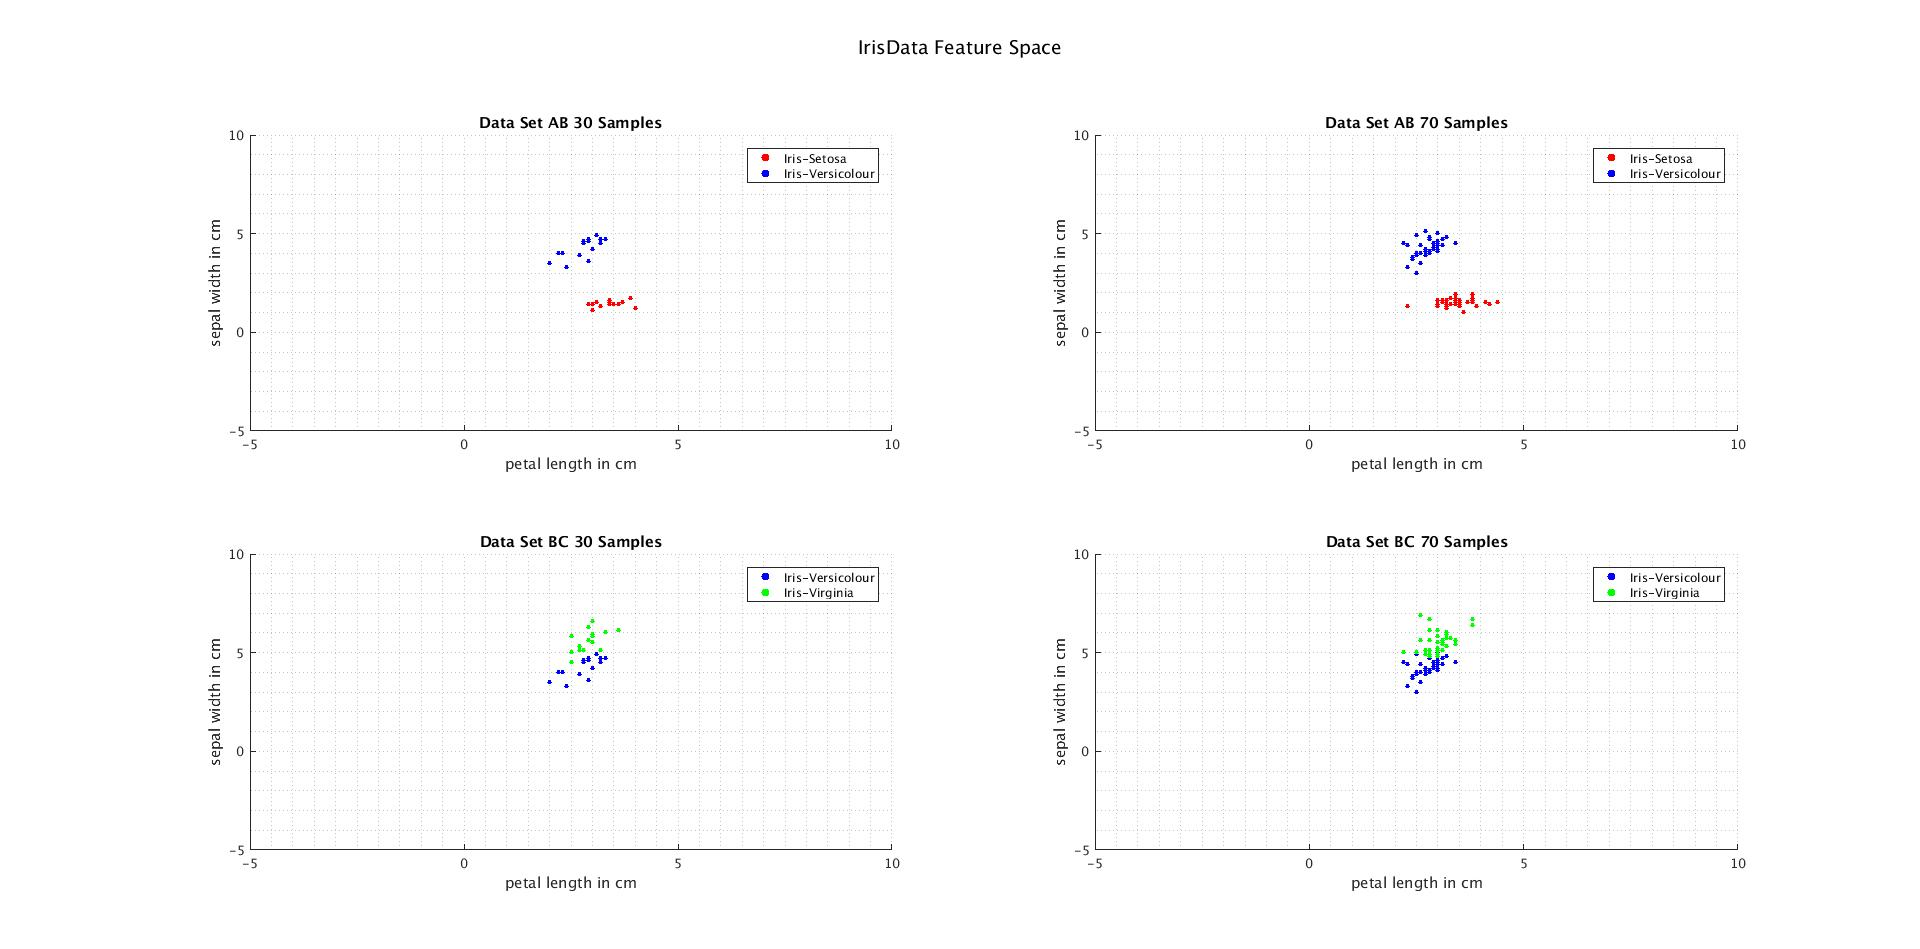 IrisData Feature Space
Data Set AB 30 Samples
10
5
0
−5
sepal width in cm
Iris−Setosa
Iris−Versicolour
−5 0 5 10
petal length in cm
Data Set AB 70 Samples
10
5
0
−5
sepal width in cm
Iris−Setosa
Iris−Versicolour
−5 0 5 10
petal length in cm
Data Set BC 30 Samples
10
5
0
−5
sepal width in cm
Iris−Versicolour
Iris−Virginia
−5 0 5 10
petal length in cm
Data Set BC 70 Samples
10
5
0
−5
sepal width in cm
Iris−Versicolour
Iris−Virginia
−5 0 5 10
petal length in cm